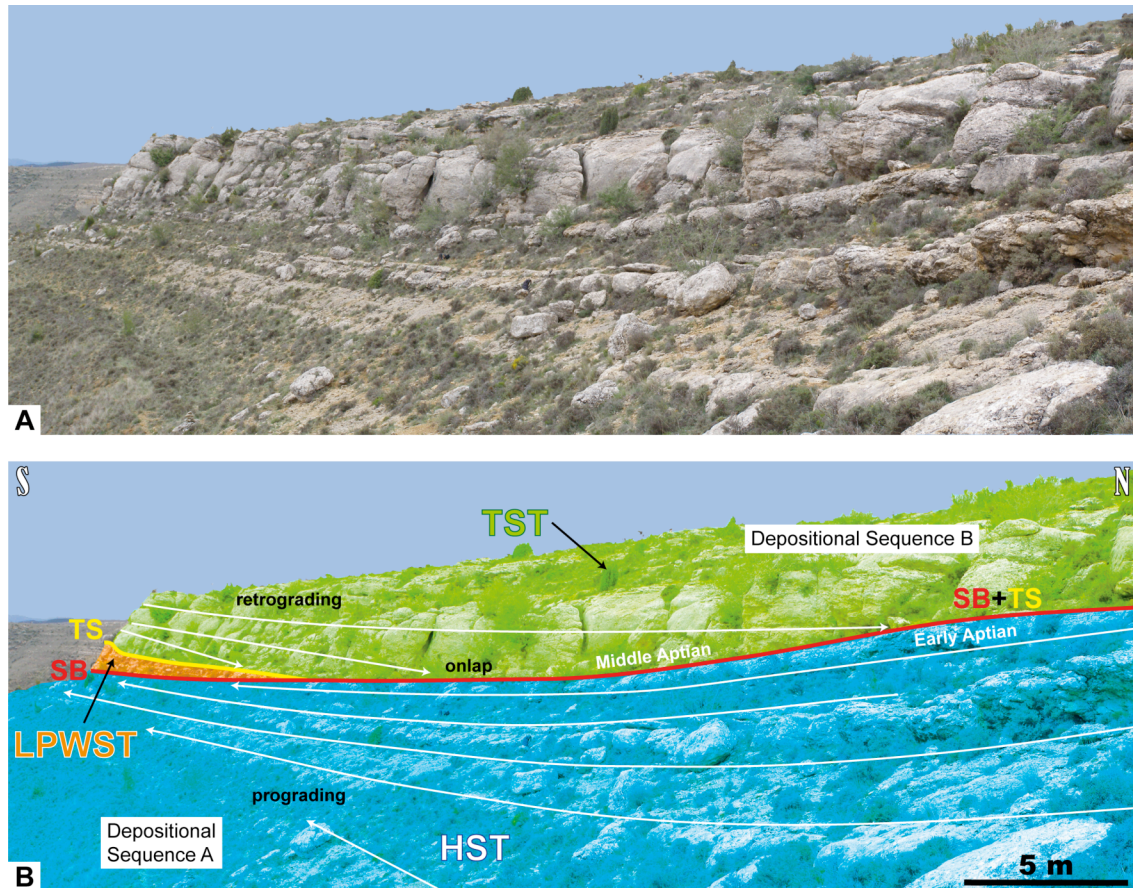 A
S
N
TST
Depositional Sequence B
retrograding
SB+TS
TS
Early Aptian
Middle Aptian
onlap
SB
LPWST
prograding
Depositional
Sequence A
HST
5 m
B